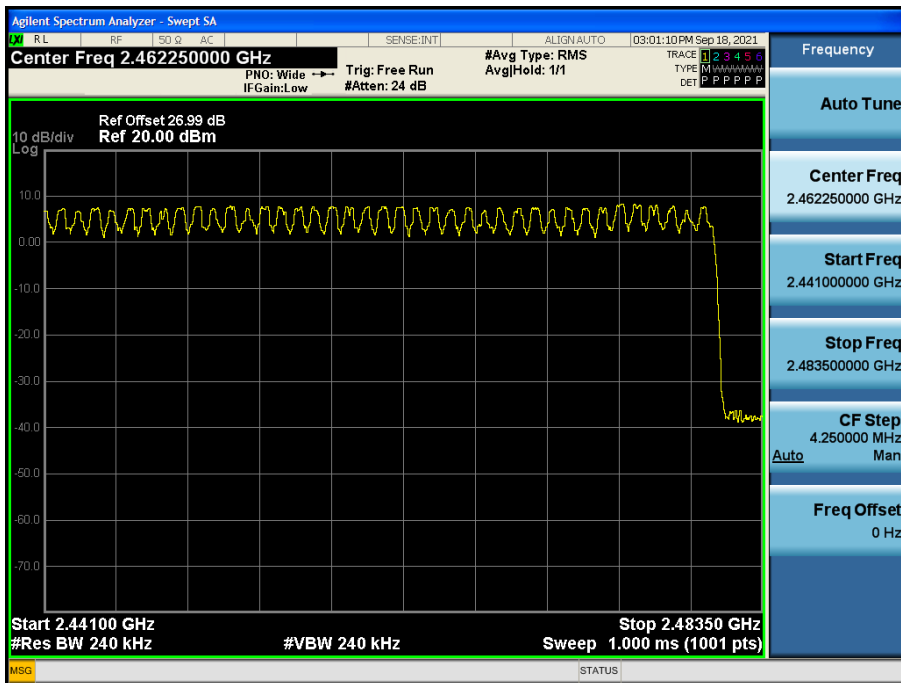 Agilent Spectrum Analyzer - Swept SA
LXI RL RF 50 Ω AC SENSE:INT ALIGNAUTO 03:01:10 PM Sep 18, 2021
Center Freq 2.462250000 GHz
PNO: Wide
IFGain:Low
Trig: Free Run
#Atten: 24 dB
#Avg Type: RMS
Avg|Hold: 1/1
TRACE 1 2 3 4 5 6
TYPE M WWWWW
DET P P P P P P
Ref Offset 26.99 dB
10 dB/div Ref 20.00 dBm
Log
10.0
0.00
-10.0
-20.0
-30.0
-40.0
-50.0
-60.0
-70.0
Start 2.44100 GHz Stop 2.48350 GHz
#Res BW 240 kHz #VBW 240 kHz Sweep 1.000 ms (1001 pts)
MSG STATUS
Frequency
Auto Tune
Center Freq
2.462250000 GHz
Start Freq
2.441000000 GHz
Stop Freq
2.483500000 GHz
CF Step
4.250000 MHz
Auto Man
Freq Offset
0 Hz